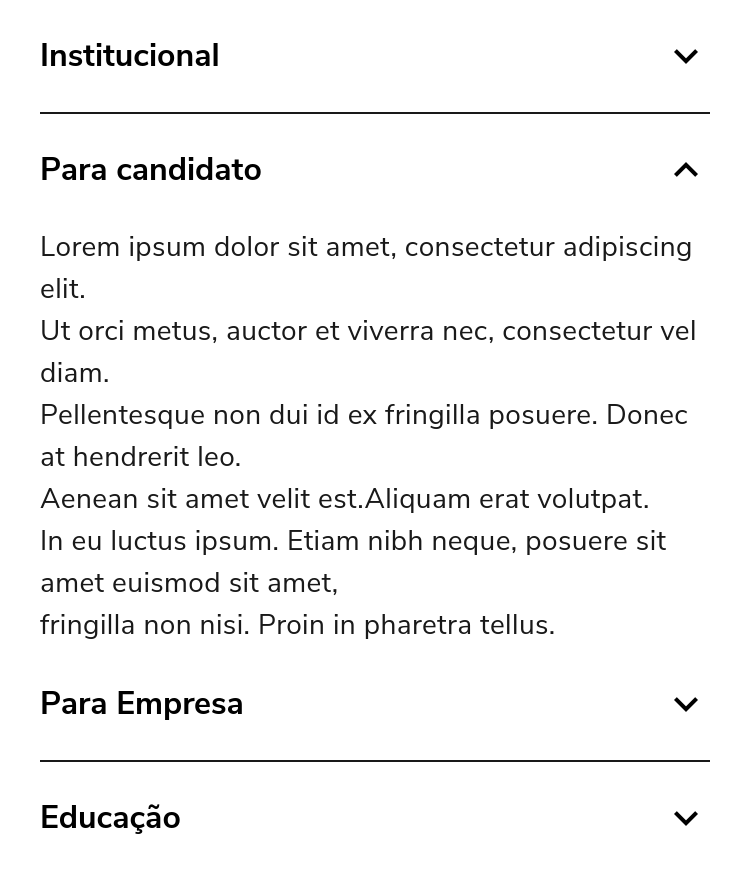 Institucional
Para candidato
Lorem ipsum dolor sit amet, consectetur adipiscing
elit.
Ut orci metus, auctor et viverra nec, consectetur vel
diam.
Pellentesque non dui id ex fringilla posuere. Donec
at hendrerit leo.
Aenean sit amet velit est.Aliquam erat volutpat.
In eu luctus ipsum. Etiam nibh neque, posuere sit
amet euismod sit amet,
fringilla non nisi. Proin in pharetra tellus.
Para Empresa
Educação